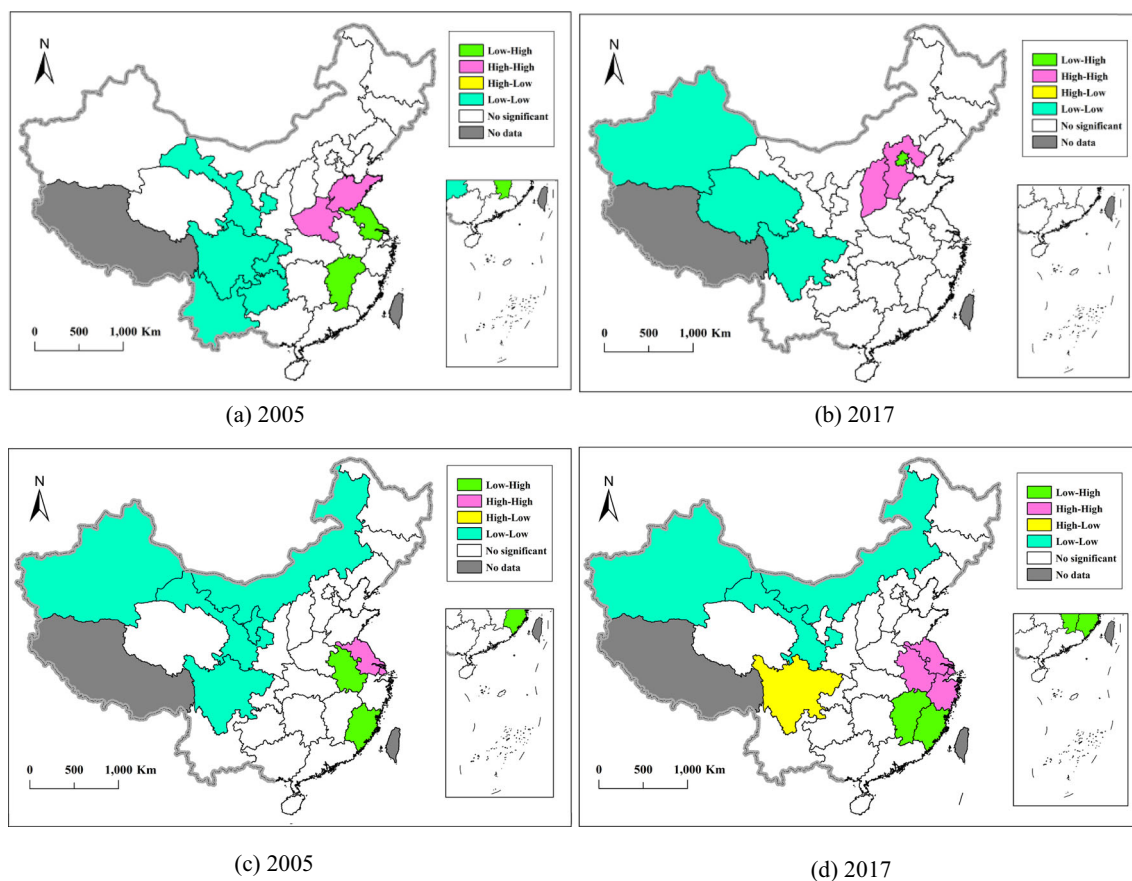 N
Low-High
High-High
High-Low
Low-Low
No significant
No data
0 500 1,000 Km
(a) 2005
N
Low-High
High-High
High-Low
Low-Low
No significant
No data
0 500 1,000 Km
(b) 2017
N
Low-High
High-High
High-Low
Low-Low
No significant
No data
0 500 1,000 Km
(c) 2005
N
Low-High
High-High
High-Low
Low-Low
No significant
No data
0 500 1,000 Km
(d) 2017